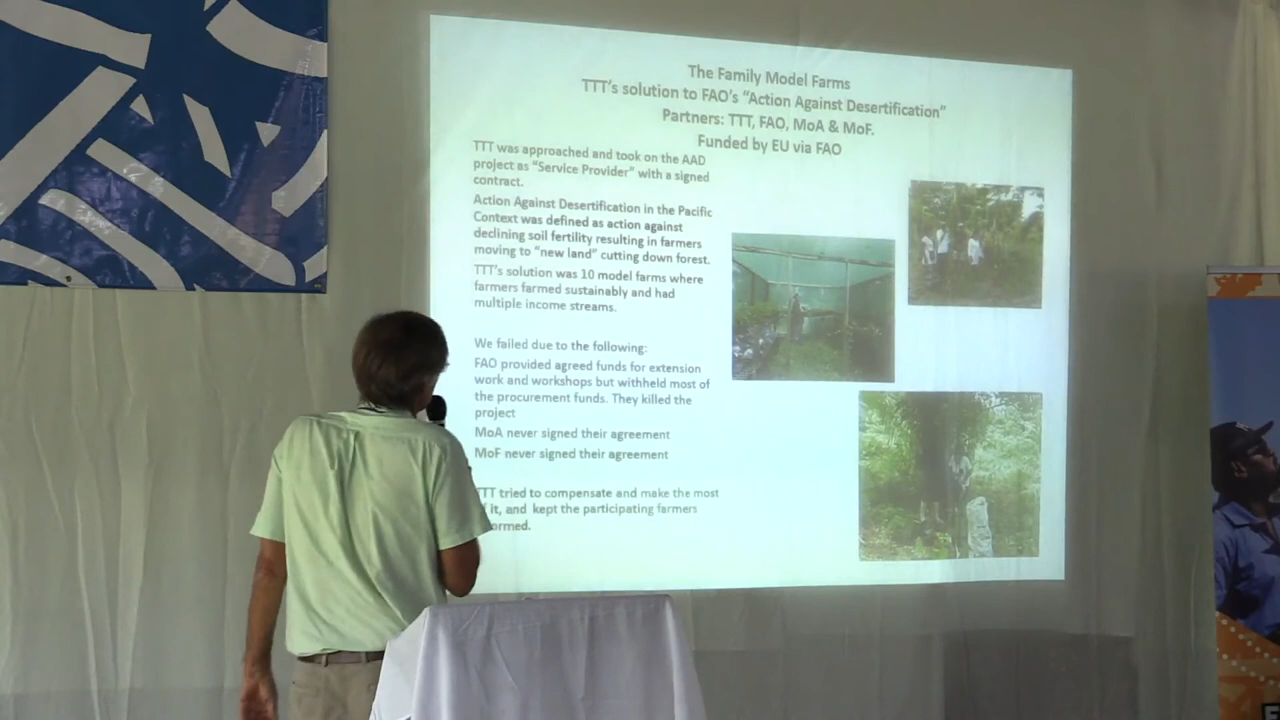 The Family Model Farms
TTT's solution to FAO's "Action Against Desertification"
Partners: TTT, FAO, MoA & MoF.
Funded by EU via FAO
TTT was approached and took on the AAD
project as "Service Provider" with a signed
contract.
Action Against Desertification in the Pacific
Context was defined as action against
declining soil fertility resulting in farmers
moving to "new land" cutting down forest.
TTT's solution was 10 model farms where
farmers farmed sustainably and had
multiple income streams.
We failed due to the following:
FAO provided agreed funds for extension
work and workshops but withheld most of
the procurement funds. They killed the
project
MoA never signed their agreement
MoF never signed their agreement
TTT tried to compensate and make the most
it, and kept the participating farmers